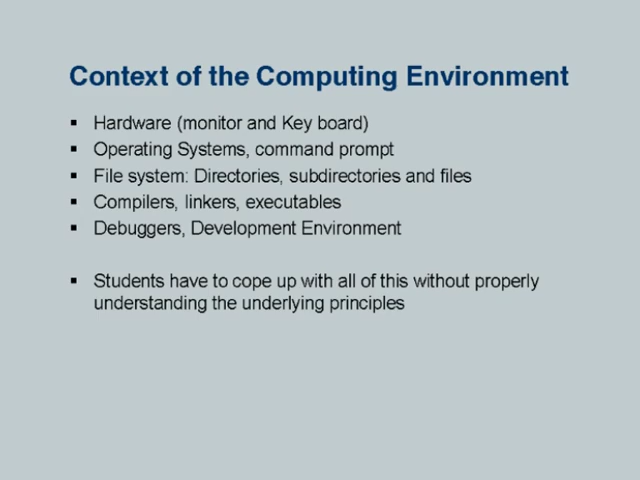 Context of the Computing Environment
▪ Hardware (monitor and Key board)
▪ Operating Systems, command prompt
▪ File system: Directories, subdirectories and files
▪ Compilers, linkers, executables
▪ Debuggers, Development Environment
▪ Students have to cope up with all of this without properly
understanding the underlying principles